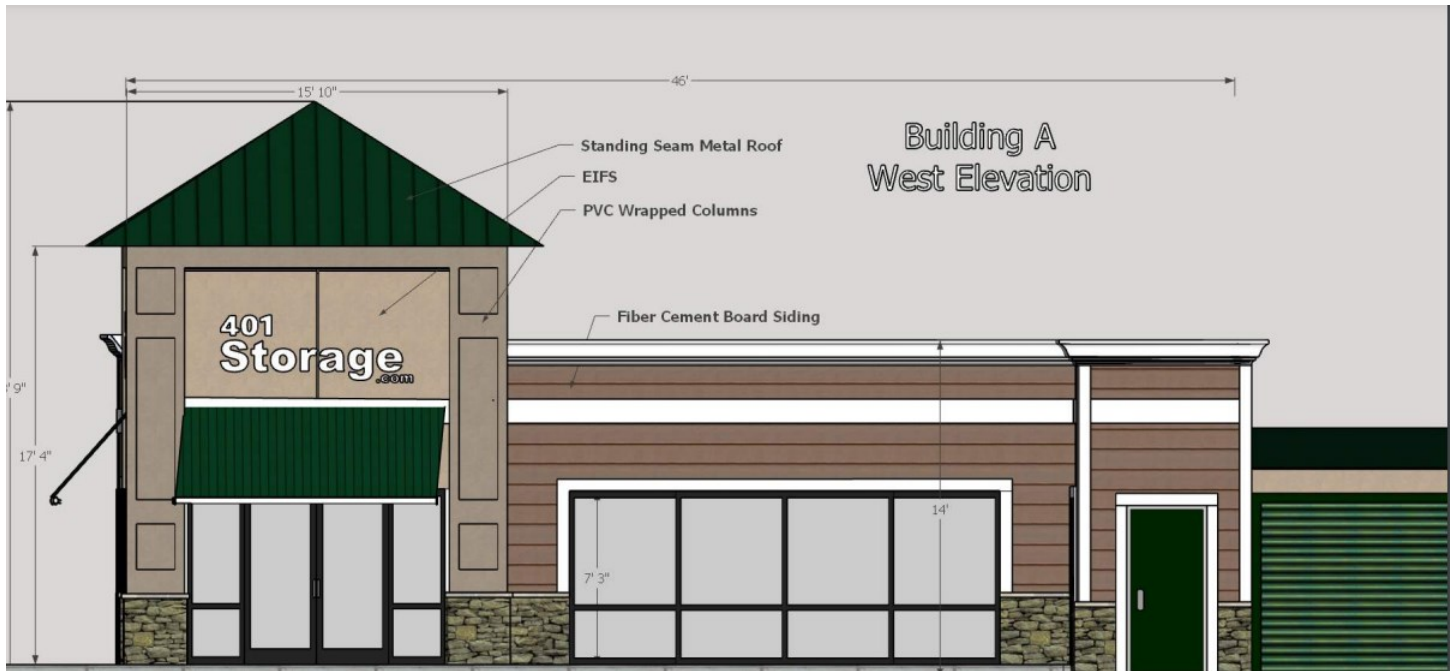 46'
15' 10"
Building A
West Elevation
Standing Seam Metal Roof
EIFS
PVC Wrapped Columns
Fiber Cement Board Siding
401
Storage
.com
' 9"
17' 4"
14'
7' 3"